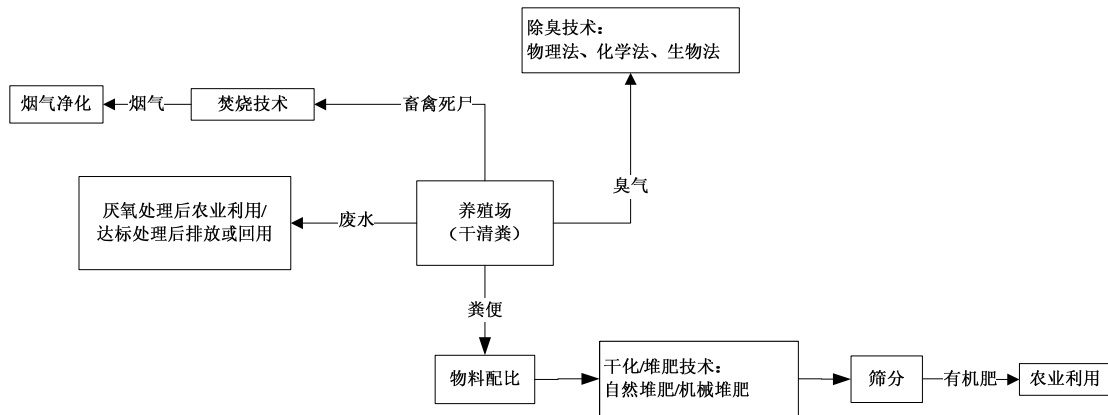 除臭技术：
物理法、化学法、生物法
烟气净化
烟气
焚烧技术
畜禽死尸
臭气
厌氧处理后农业利用/
达标处理后排放或回用
废水
养殖场
（干清粪）
粪便
物料配比
干化/堆肥技术：
自然堆肥/机械堆肥
筛分
有机肥
农业利用